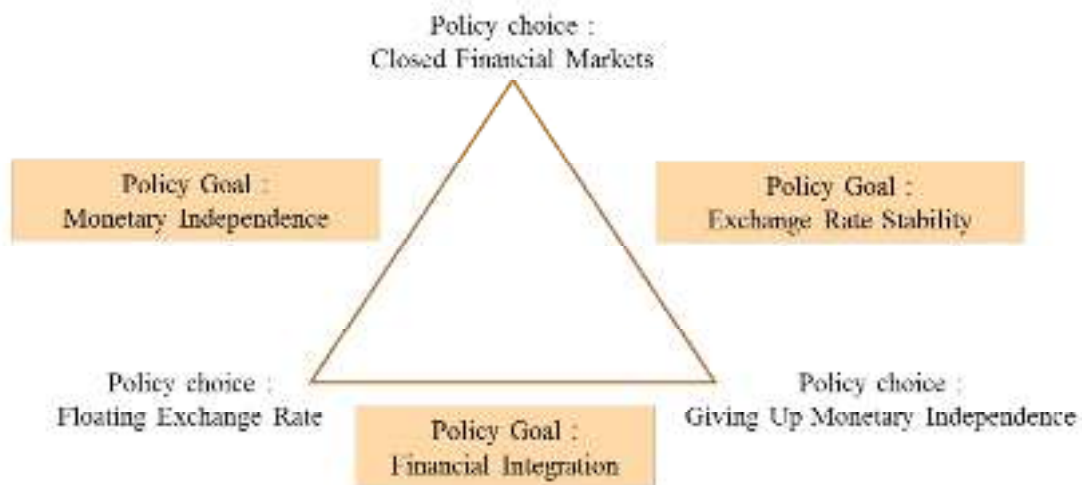 Policy choice :
Closed Financial Markets
Policy Goal :
Monetary Independence
Policy Goal :
Exchange Rate Stability
Policy choice :
Floating Exchange Rate
Policy choice :
Giving Up Monetary Independence
Policy Goal :
Financial Integration